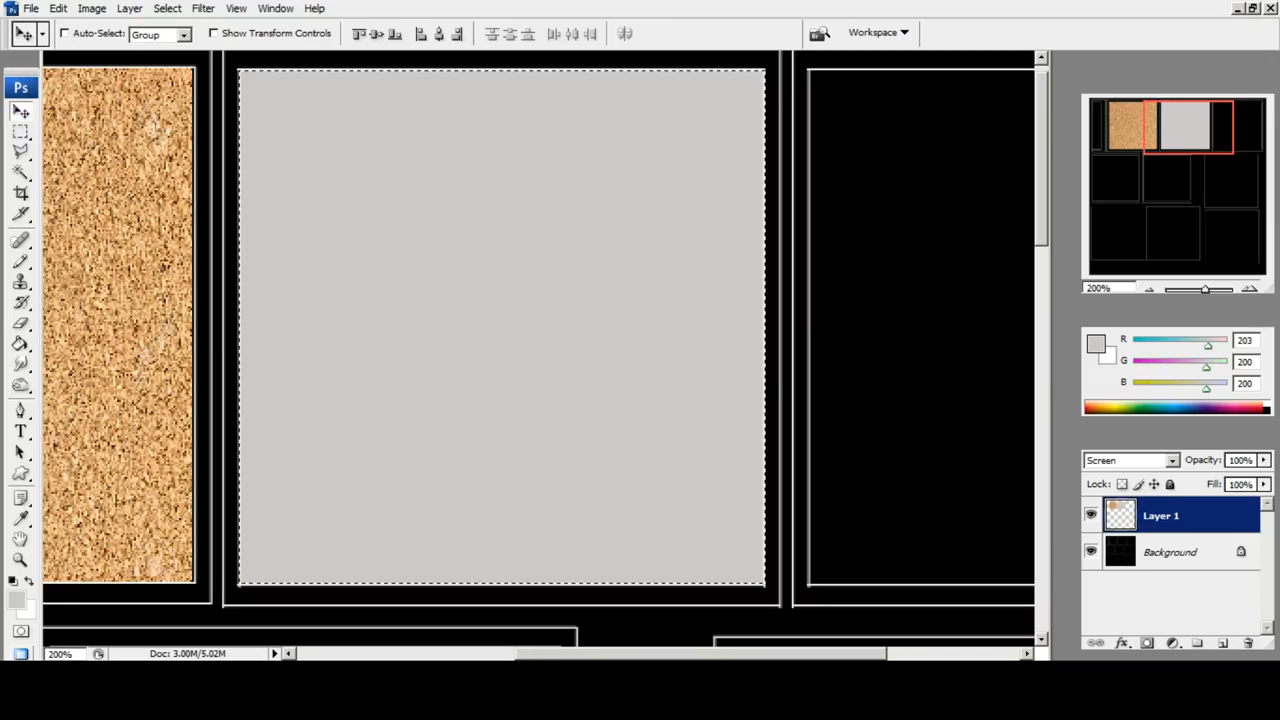 Ps File Edit Image Layer Select Filter View Window Help
Auto-Select: Group Show Transform Controls Workspace
Ps
200%
R 203
G 200
B 200
Screen Opacity: 100%
Lock: Fill: 100%
Layer 1
Background
T
200% Doc: 3.00M/5.02M